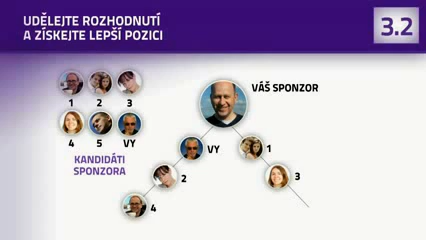 UDĚLEJTE ROZHODNUTÍ
A ZÍSKEJTE LEPŠÍ POZICI
3.2
VÁŠ SPONZOR
1 2 3
4 5 VY
KANDIDÁTI
SPONZORA
VY 1
2 3
4